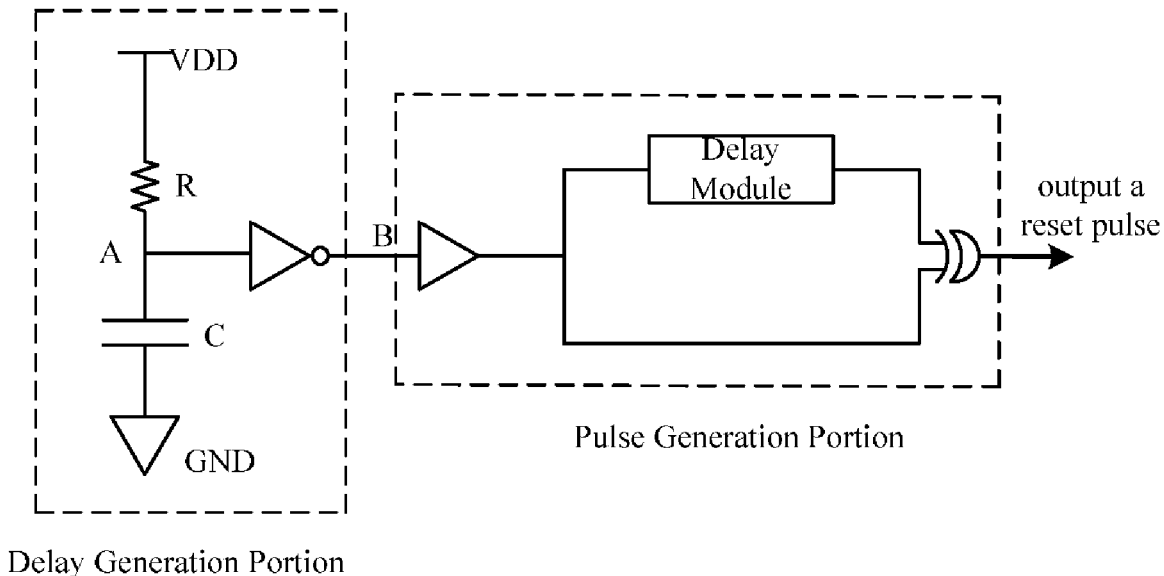 VDD
R
A
C
GND
B
Delay
Module
output a
reset pulse
Pulse Generation Portion
Delay Generation Portion